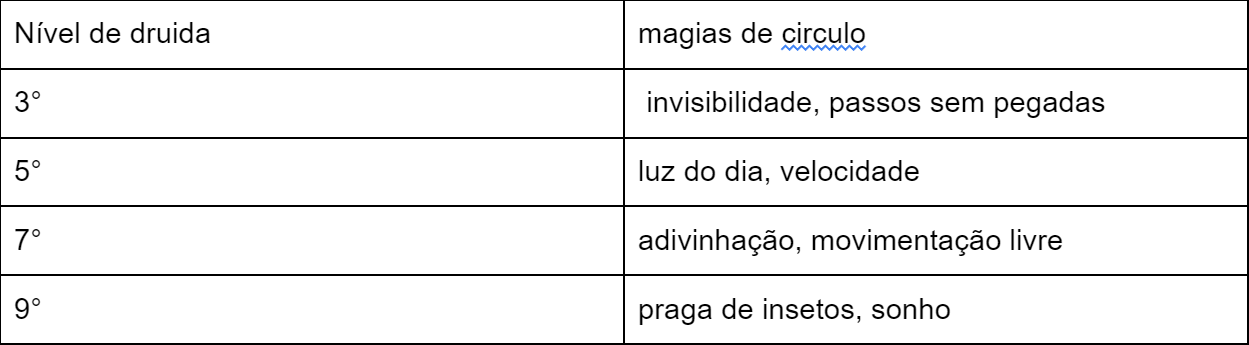 Nível de druida magias de circulo
3° invisibilidade, passos sem pegadas
5° luz do dia, velocidade
7° adivinhação, movimentação livre
9° praga de insetos, sonho